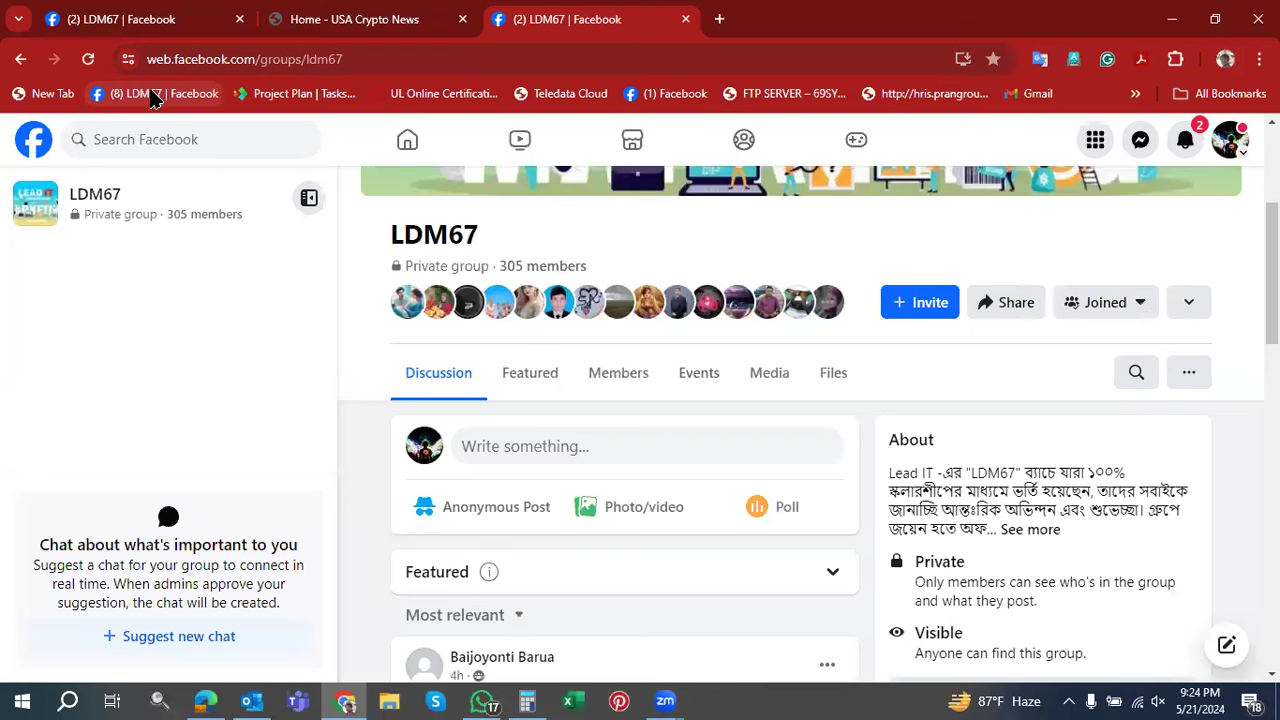 (2) LDM67 | Facebook
Home - USA Crypto News
(2) LDM67 | Facebook
web.facebook.com/groups/ldm67
New Tab
(8) LDM67 | Facebook
Project Plan | Tasks...
UL Online Certificati...
Teledata Cloud
(1) Facebook
FTP SERVER – 69SY...
http://hris.prangrou...
Gmail
All Bookmarks
Search Facebook
2
LDM67
Private group · 305 members
LDM67
Private group · 305 members
Invite
Share
Joined
Discussion
Featured
Members
Events
Media
Files
Write something...
Anonymous Post
Photo/video
Poll
Featured
Most relevant
Baijoyonti Barua
4h ·
About
Lead IT -এর "LDM67" ব্যাচে যারা ১০০%
স্কলারশীপের মাধ্যমে ভর্তি হয়েছেন, তাদের সবাইকে
জানাচ্ছি আন্তঃরিক অভিন্দন এবং শুভেচ্ছা। গ্রুপে
জয়েন হতে অফ... See more
Private
Only members can see who's in the group
and what they post.
Visible
Anyone can find this group.
Chat about what's important to you
Suggest a chat for your group to connect in
real time. When admins approve your
suggestion, the chat will be created.
+ Suggest new chat
17
87°F Haze
9:24 PM
5/21/2024
18